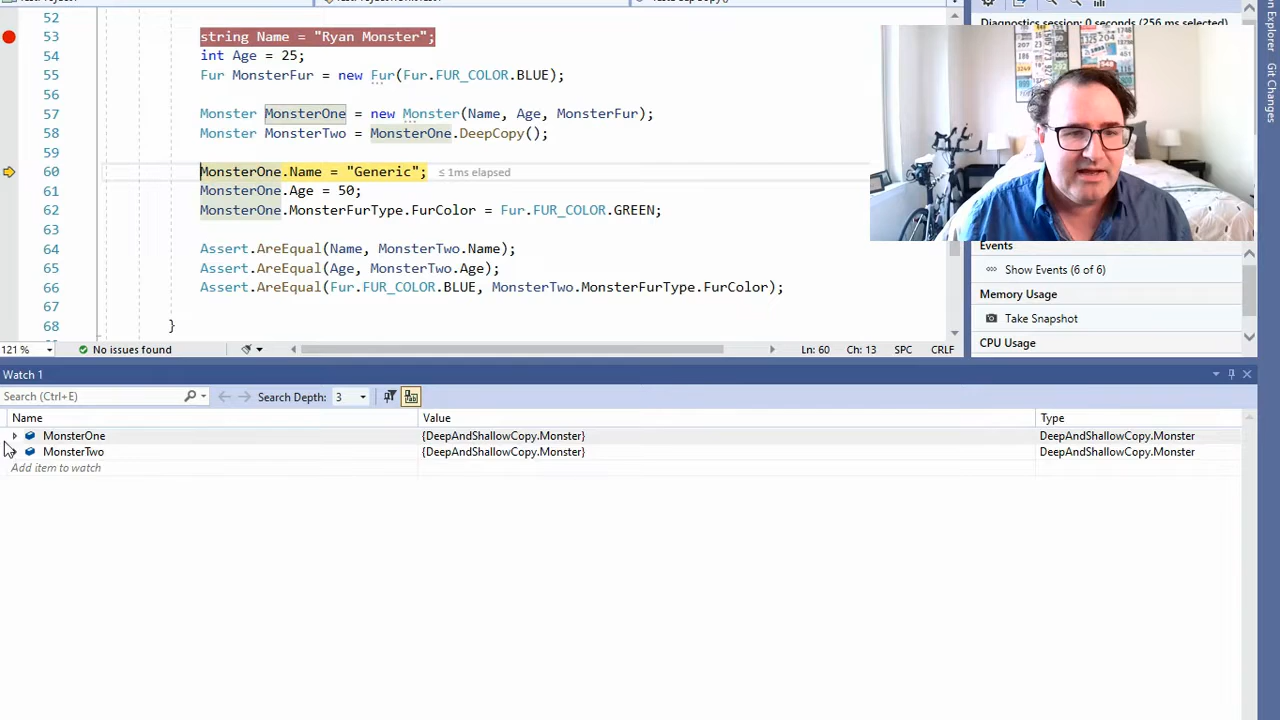 52
53 string Name = "Ryan Monster";
54 int Age = 25;
55 Fur MonsterFur = new Fur(Fur.FUR_COLOR.BLUE);
56
57 Monster MonsterOne = new Monster(Name, Age, MonsterFur);
58 Monster MonsterTwo = MonsterOne.DeepCopy();
59
60 MonsterOne.Name = "Generic"; ≤ 1ms elapsed
61 MonsterOne.Age = 50;
62 MonsterOne.MonsterFurType.FurColor = Fur.FUR_COLOR.GREEN;
63
64 Assert.AreEqual(Name, MonsterTwo.Name);
65 Assert.AreEqual(Age, MonsterTwo.Age);
66 Assert.AreEqual(Fur.FUR_COLOR.BLUE, MonsterTwo.MonsterFurType.FurColor);
67
68 }
121 % No issues found Ln: 60 Ch: 13 SPC CRLF
Diagnostics session: 0 seconds (256 ms selected)
Events
Show Events (6 of 6)
Memory Usage
Take Snapshot
CPU Usage
Git Changes
Watch 1
Search (Ctrl+E) Search Depth: 3
Name Value Type
MonsterOne {DeepAndShallowCopy.Monster} DeepAndShallowCopy.Monster
MonsterTwo {DeepAndShallowCopy.Monster} DeepAndShallowCopy.Monster
Add item to watch